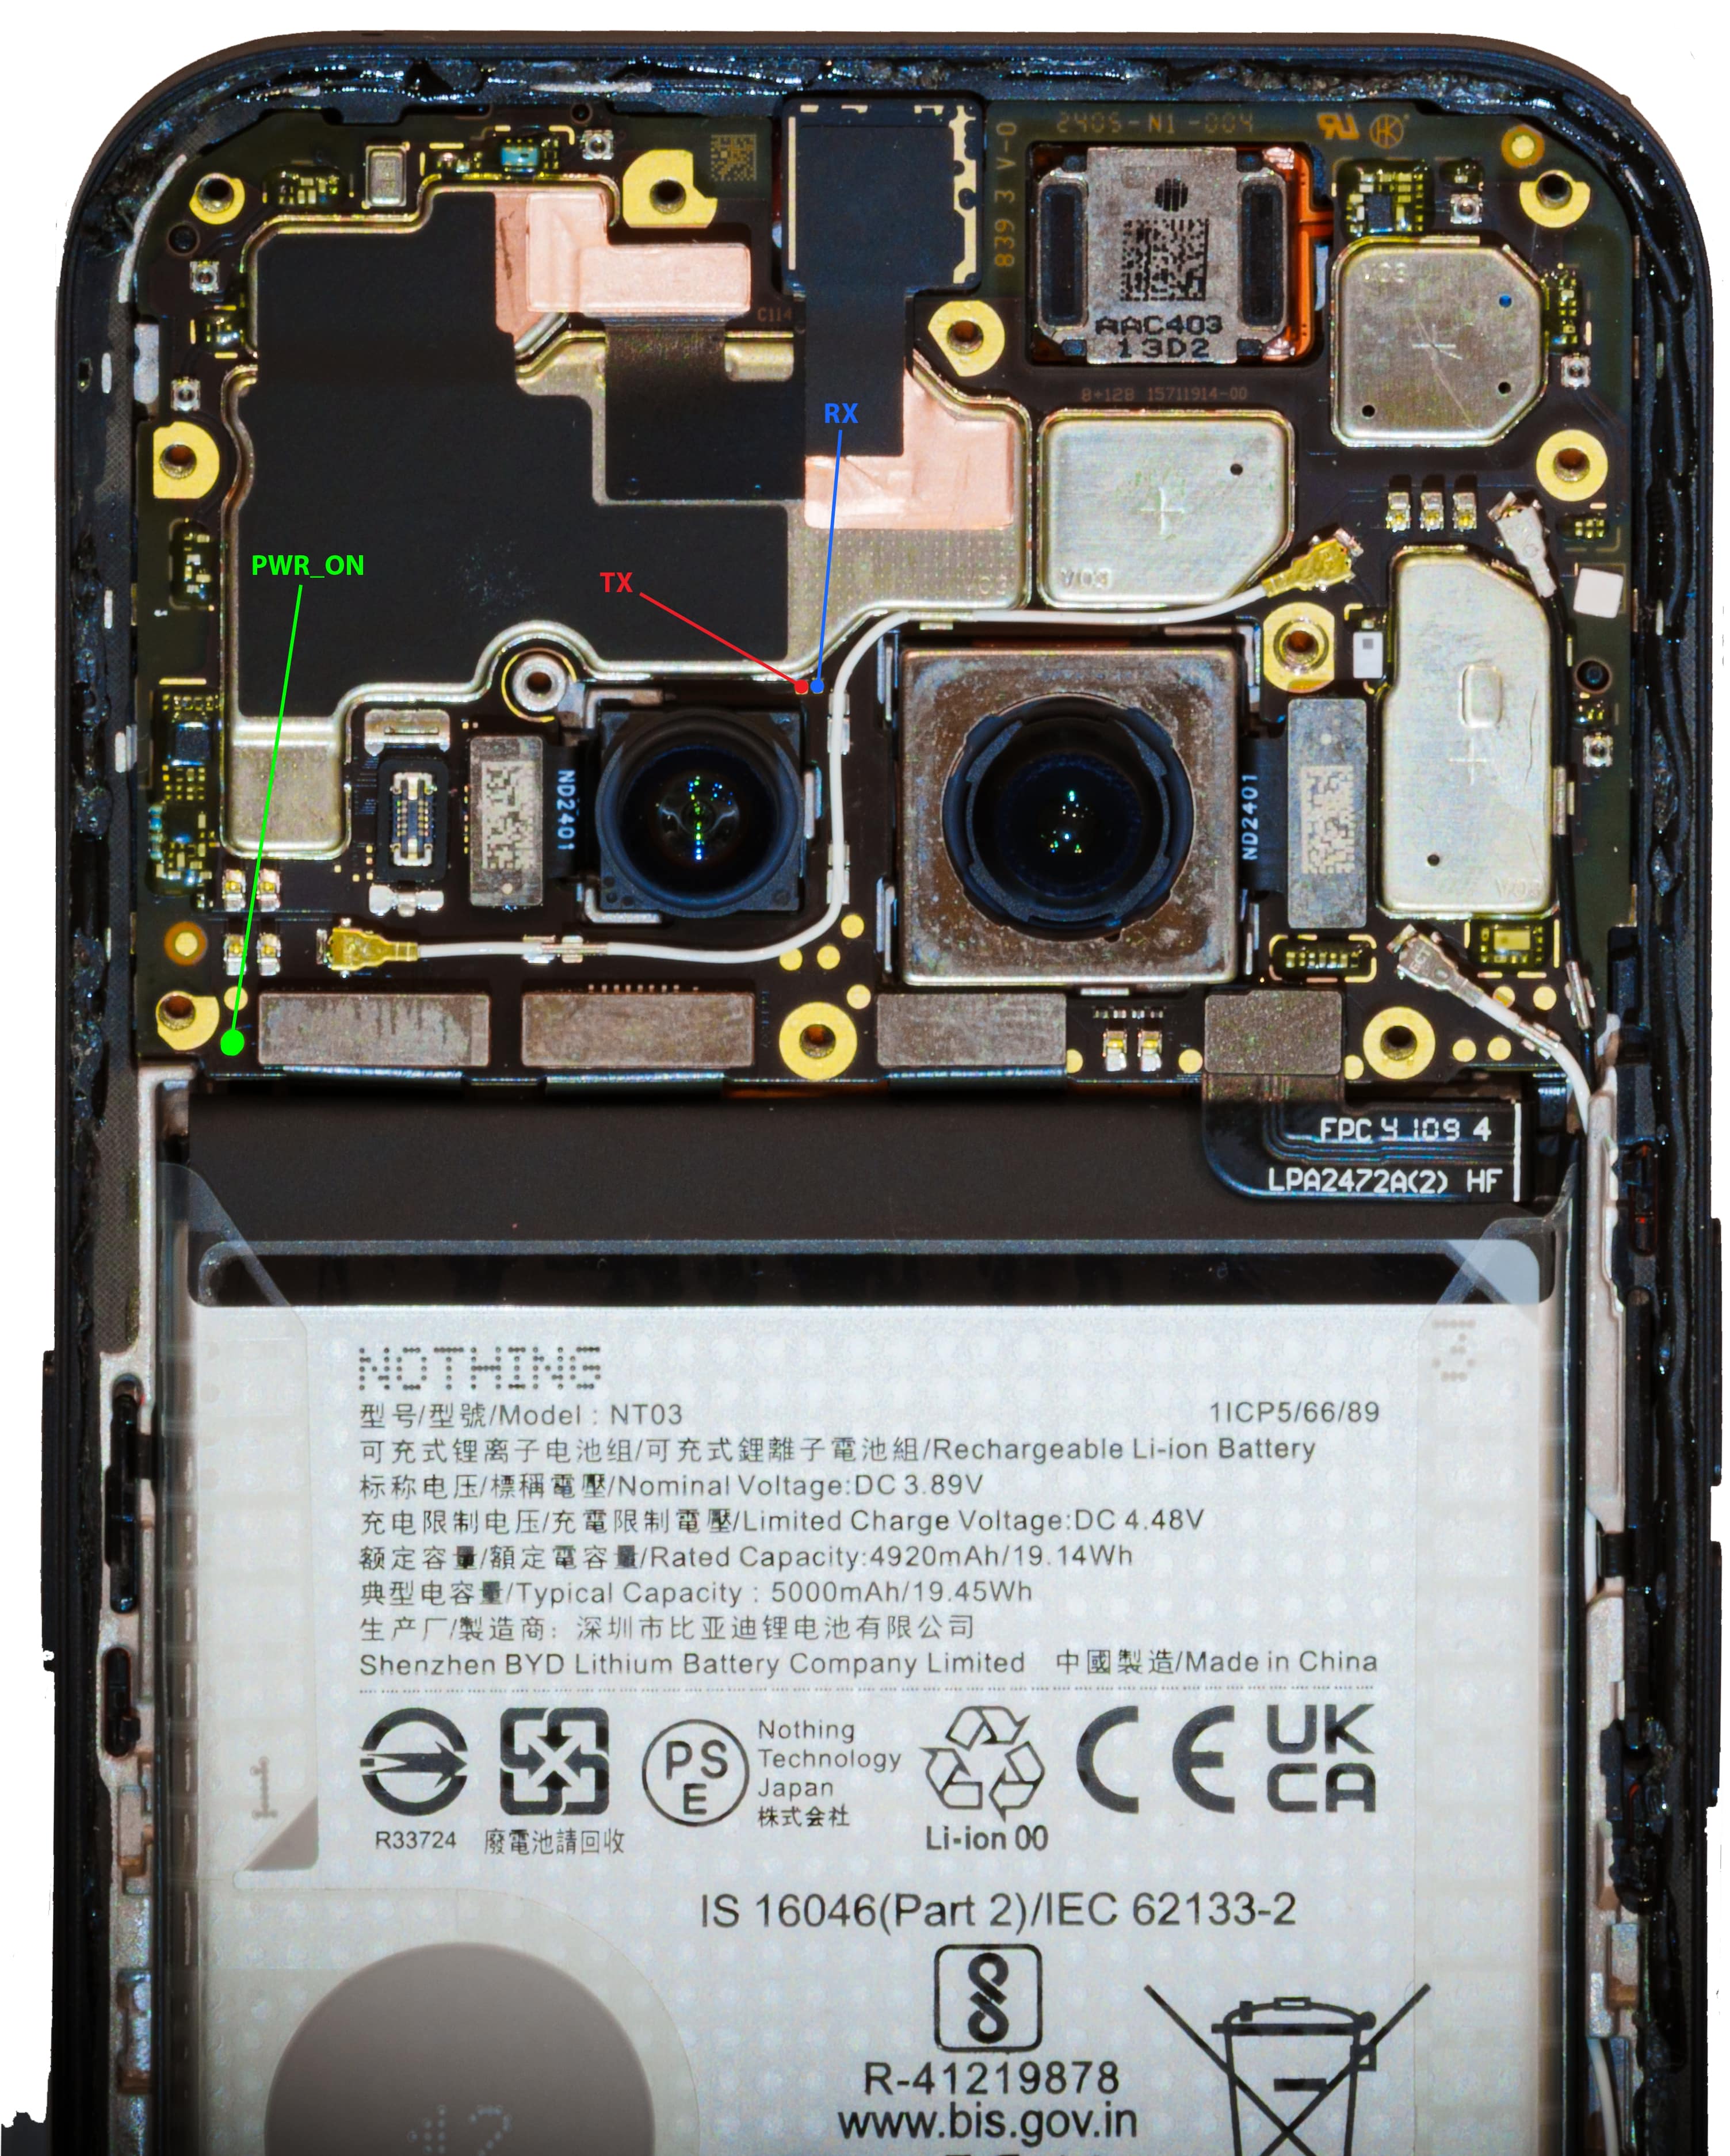 2405-N1-004
839 3 V-0
C114
AAC403
13D2
8+128 15711914-00
RX
PWR_ON
TX
ND2401
ND2401
FPC 41109 4
LPA2472A(2) HF
NOTHING
型号/型號/Model : NT03
1ICP5/66/89
可充式锂离子电池组/可充式鋰離子電池組/Rechargeable Li-ion Battery
标称电压/標稱電壓/Nominal Voltage:DC 3.89V
充电限制电压/充電限制電壓/Limited Charge Voltage:DC 4.48V
额定容量/額定電容量/Rated Capacity:4920mAh/19.14Wh
典型电容量/Typical Capacity : 5000mAh/19.45Wh
生产厂/製造商: 深圳市比亚迪锂电池有限公司
Shenzhen BYD Lithium Battery Company Limited 中國製造/Made in China
PS
E
Nothing
Technology
Japan
株式会社
CE
UK
CA
R33724
廢電池請回收
Li-ion 00
1
IS 16046(Part 2)/IEC 62133-2
R-41219878
www.bis.gov.in